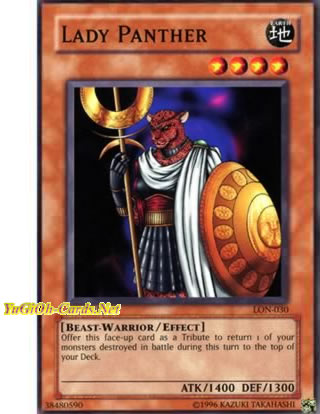 LADY PANTHER
EARTH
地
YuGiOh-Cards.Net
LON-030
[BEAST-WARRIOR/EFFECT]
Offer this face-up card as a Tribute to return 1 of your
monsters destroyed in battle during this turn to the top of
your Deck.
ATK/1400 DEF/1300
38480590
©1996 KAZUKI TAKAHASHI